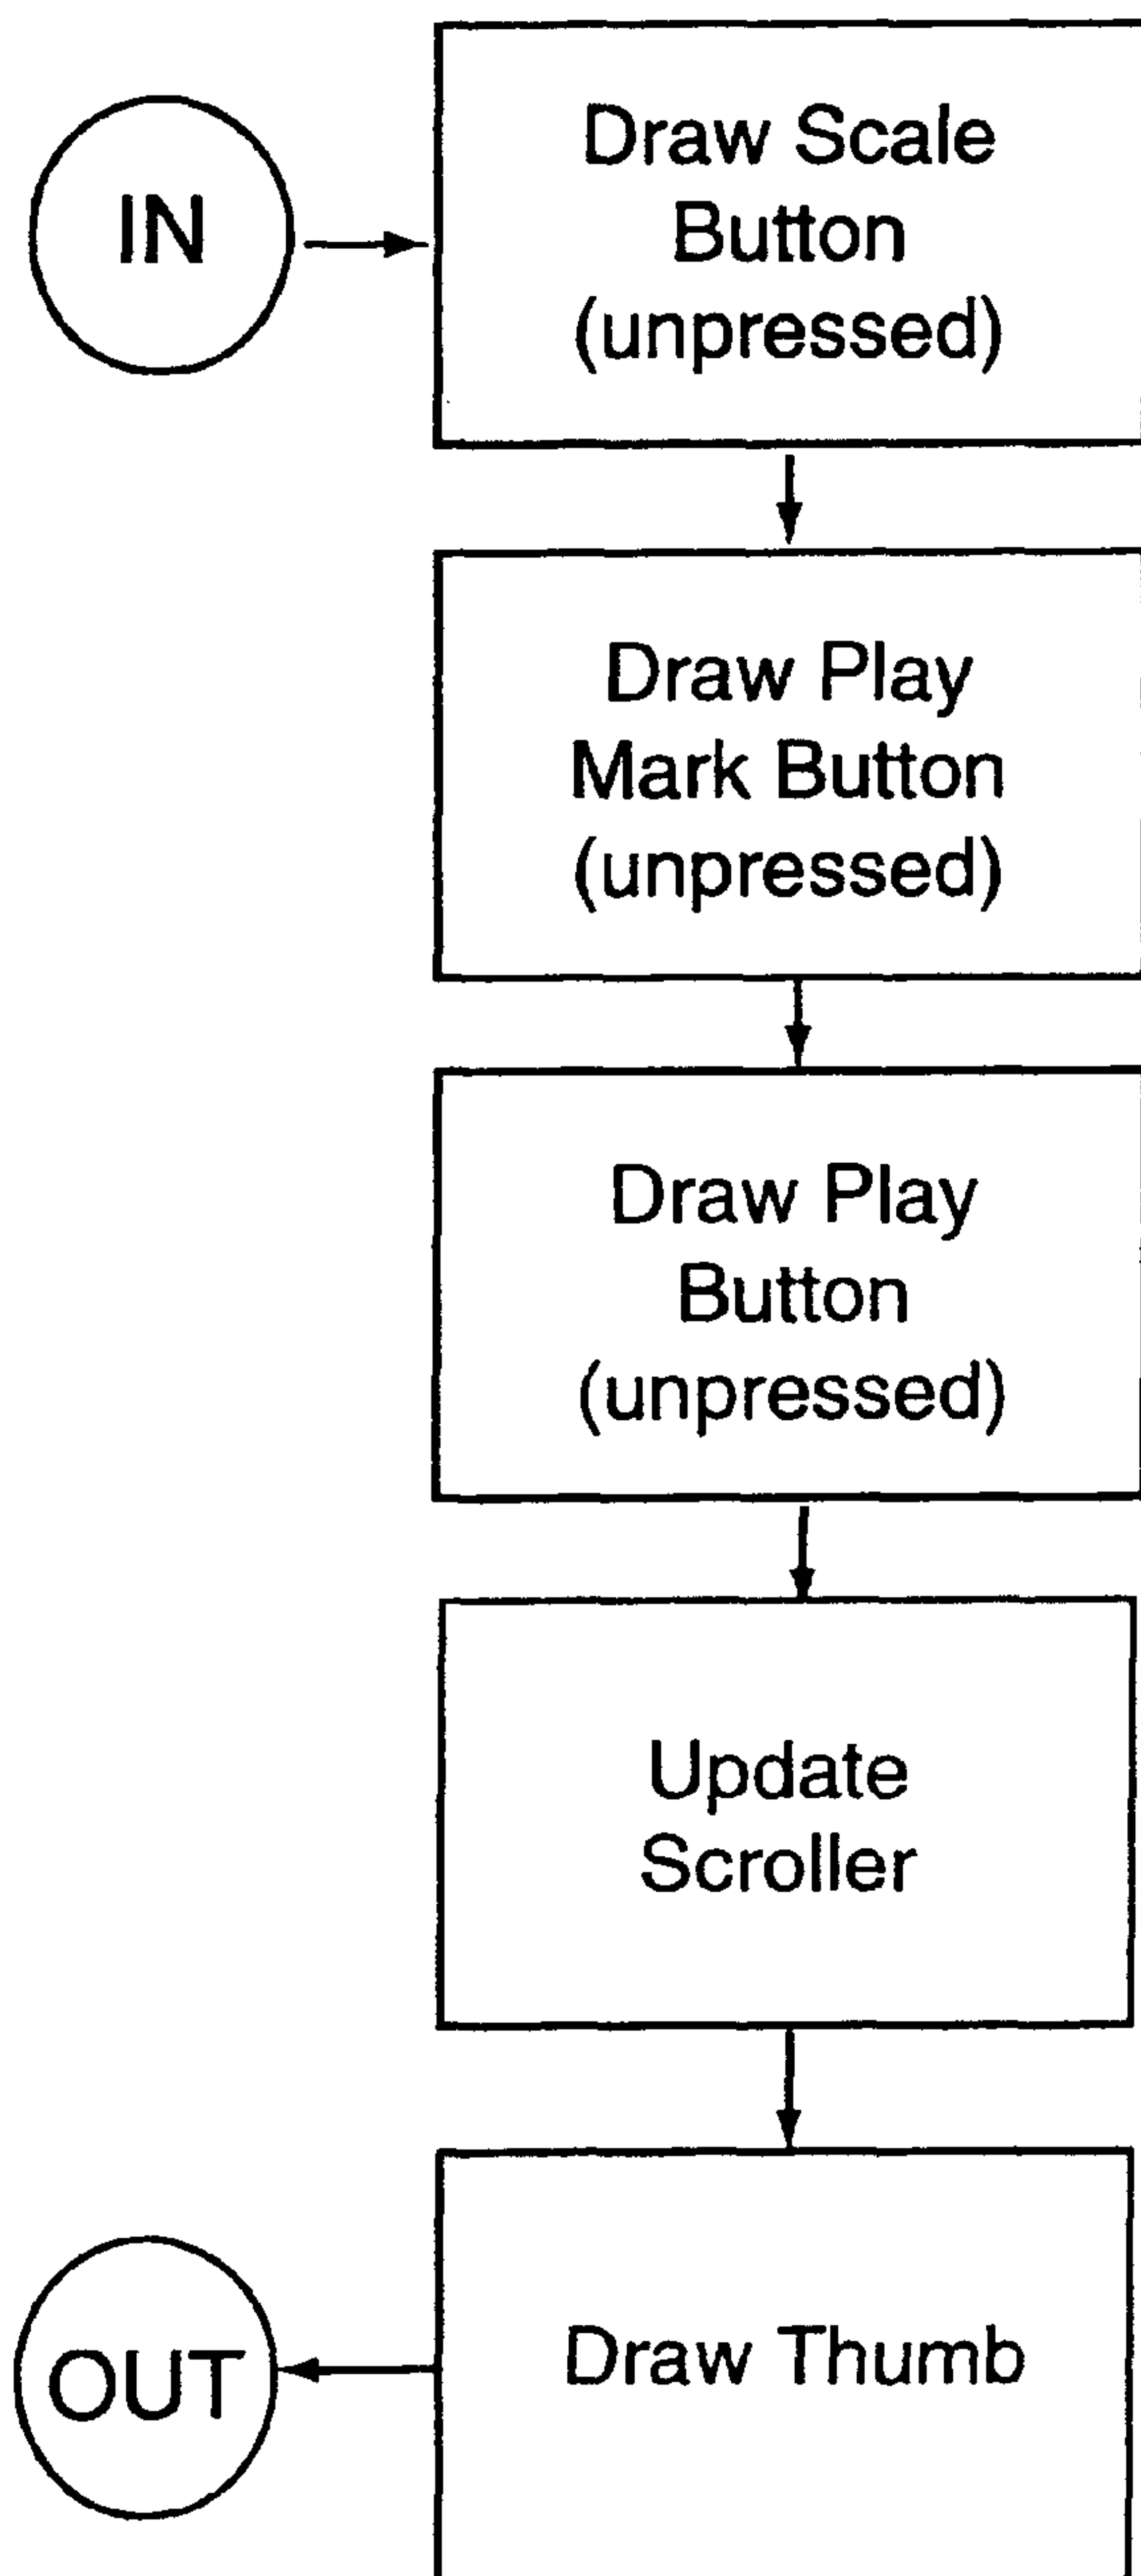 IN
Draw Scale
Button
(unpressed)
Draw Play
Mark Button
(unpressed)
Draw Play
Button
(unpressed)
Update
Scroller
Draw Thumb
OUT